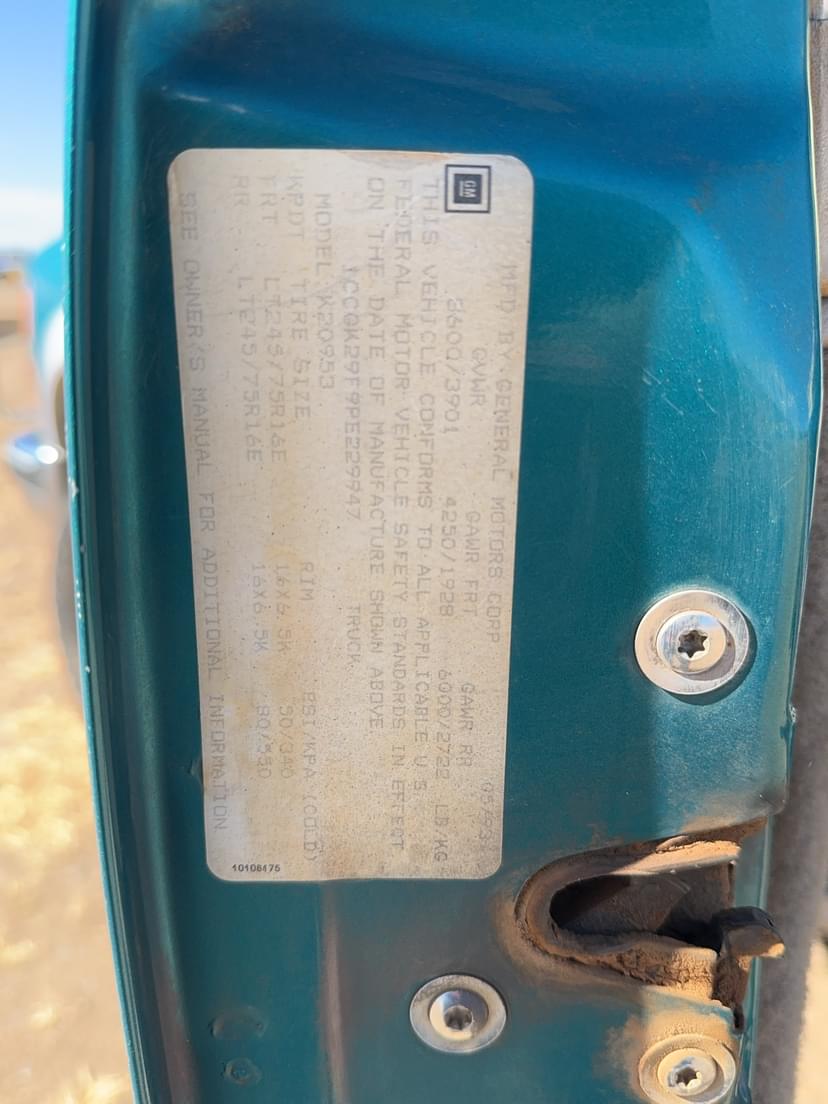 GM
MFD BY GENERAL MOTORS CORP 05/93
GVWR GAWR FRT GAWR RR
8600/3901 4250/1928 6000/2722 LB/KG
THIS VEHICLE CONFORMS TO ALL APPLICABLE U.S.
FEDERAL MOTOR VEHICLE SAFETY STANDARDS IN EFFECT
ON THE DATE OF MANUFACTURE SHOWN ABOVE.
1GCGK29F9PE229947 TRUCK
MODEL K20953
TIRE SIZE RIM PSI/KPA (COLD)
FRT LT245/75R16E 16X6.5K 50/340
RR LT245/75R16E 16X6.5K 80/550
SEE OWNER'S MANUAL FOR ADDITIONAL INFORMATION
10108475